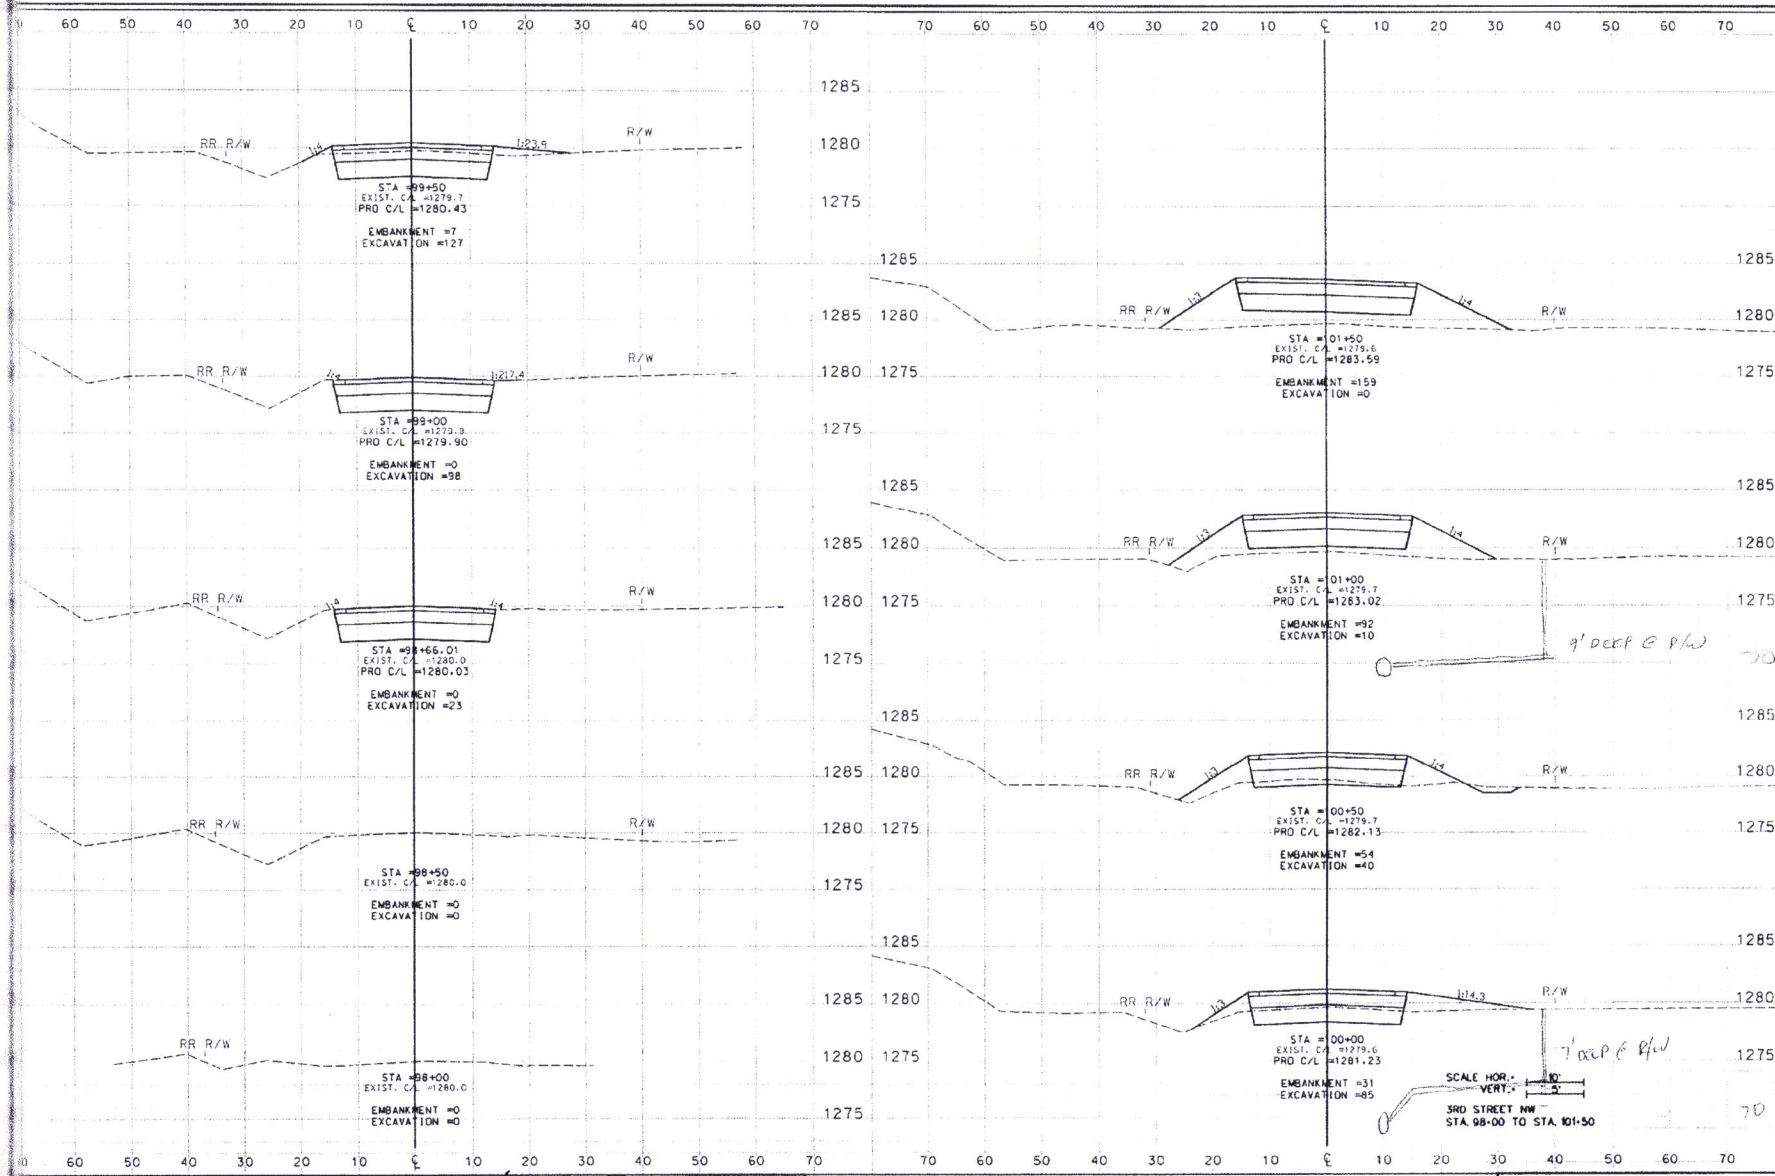 60 50 40 30 20 10 ℄ 10 20 30 40 50 60 70
70 60 50 40 30 20 10 ℄ 10 20 30 40 50 60 70
1285
RR R/W
1:4
1:23.9
R/W
1280
STA =99+50
EXIST. C/L =1279.7
PRO C/L =1280.43
EMBANKMENT =7
EXCAVATION =127
1275
1285
RR R/W
1:4
1:217.4
R/W
1280
STA =99+00
PRO C/L =1279.90
EMBANKMENT =0
EXCAVATION =98
1275
1285
RR R/W
1:4
1:4
R/W
1280
STA =98+66.01
EXIST. C/L =1280.0
PRO C/L =1280.03
EMBANKMENT =0
EXCAVATION =23
1275
1285
RR R/W
R/W
1280
STA =98+50
EXIST. C/L =1280.0
EMBANKMENT =0
EXCAVATION =0
1275
1285
RR R/W
1280
STA =98+00
EXIST. C/L =1280.0
EMBANKMENT =0
EXCAVATION =0
1275
1285
1285
RR R/W
1:3
1:4
R/W
1280
1280
STA =101+50
EXIST. C/L =1279.6
PRO C/L =1283.59
EMBANKMENT =159
EXCAVATION =0
1275
1275
1285
1285
RR R/W
1:3
1:4
R/W
1280
1280
STA =101+00
EXIST. C/L =1279.7
PRO C/L =1283.02
EMBANKMENT =92
EXCAVATION =10
1275
1275
9' DEEP @ R/W
70
1285
1285
RR R/W
1:3
1:4
R/W
1280
1280
STA =100+50
EXIST. C/L =1279.7
PRO C/L =1282.13
EMBANKMENT =54
EXCAVATION =40
1275
1275
1285
1285
RR R/W
1:3
1:14.3
R/W
1280
1280
STA =100+00
EXIST. C/L =1279.6
PRO C/L =1281.23
EMBANKMENT =31
EXCAVATION =85
1275
1275
7' DEEP @ R/W
70
SCALE HOR.= 10'
VERT.= 5'
3RD STREET NW
STA. 98+00 TO STA. 101+50
60 50 40 30 20 10 ℄ 10 20 30 40 50 60 70
70 60 50 40 30 20 10 ℄ 10 20 30 40 50 60 70